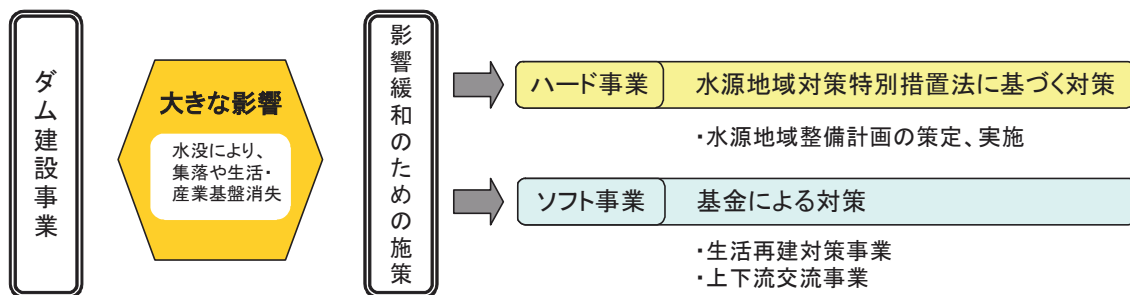 ダム建設事業
大きな影響
水没により、
集落や生活・
産業基盤消失
影響緩和のための施策
ハード事業 水源地域対策特別措置法に基づく対策
・水源地域整備計画の策定、実施
ソフト事業 基金による対策
・生活再建対策事業
・上下流交流事業